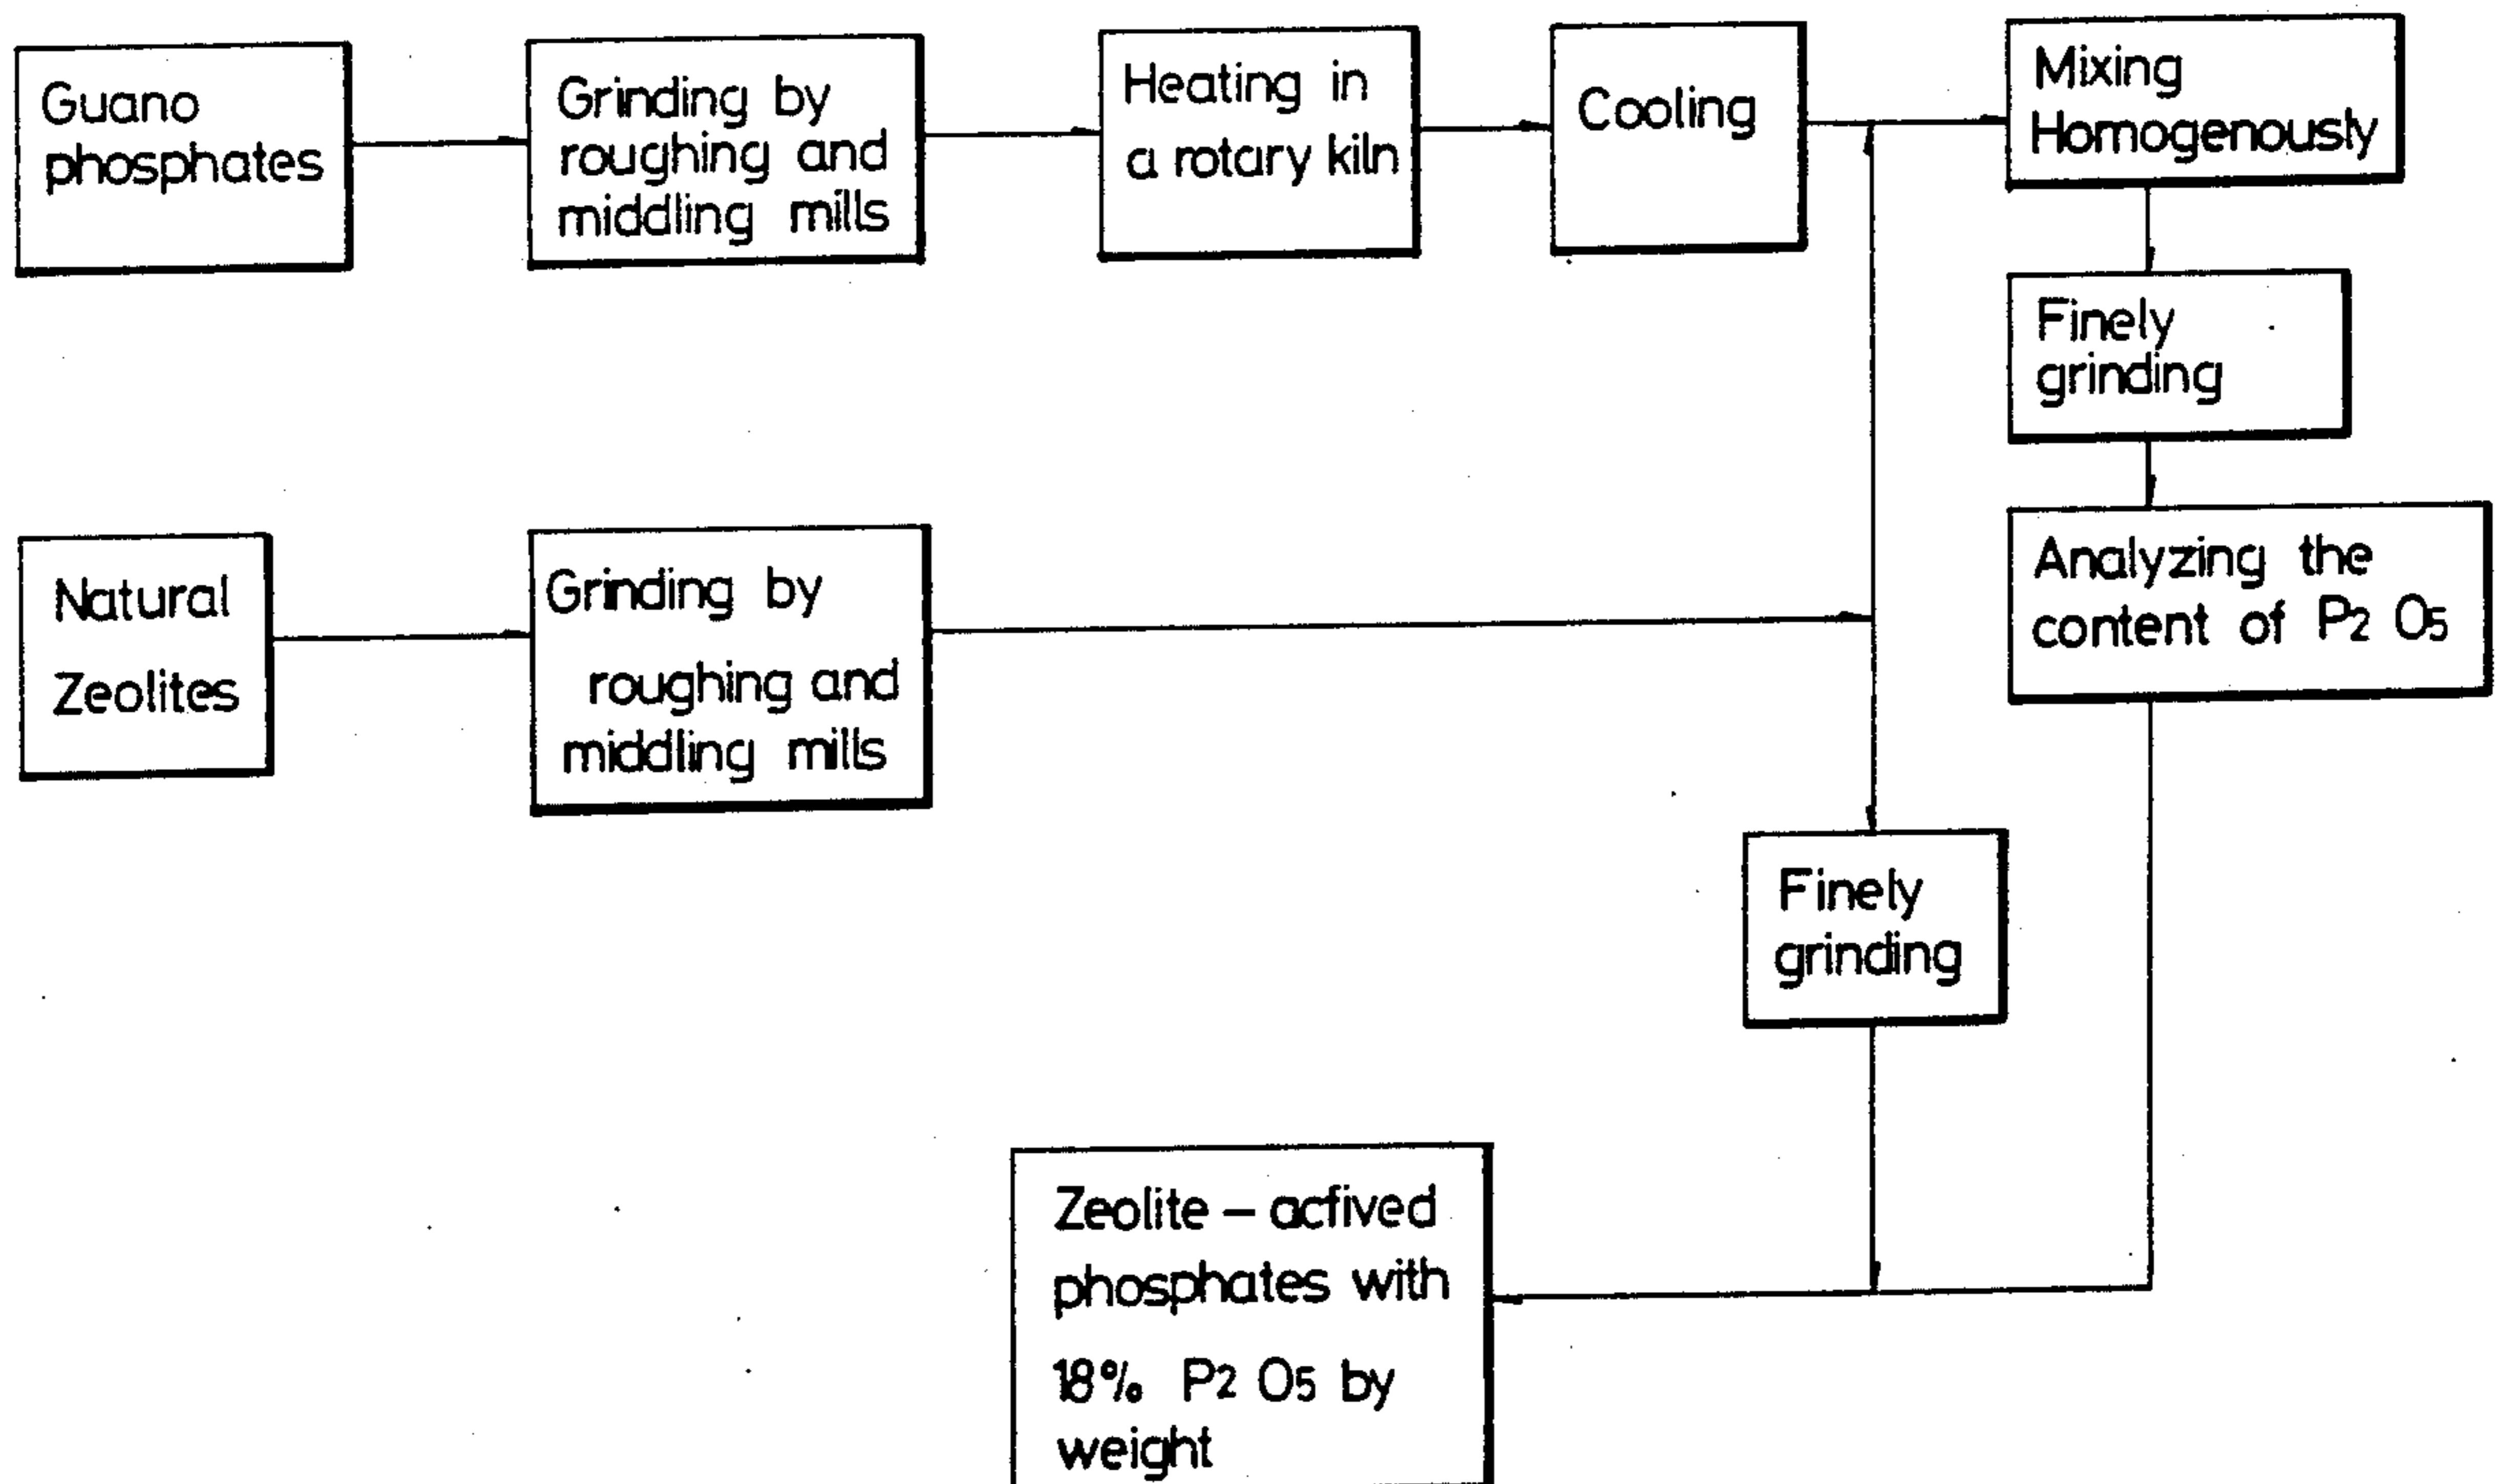 Guano
phosphates
Grinding by
roughing and
middling mills
Heating in
a rotary kiln
Cooling
Mixing
Homogenously
Finely
grinding
Natural
Zeolites
Grinding by
roughing and
middling mills
Analyzing the
content of P2 O5
Finely
grinding
Zeolite – acfived
phosphates with
18% P2 O5 by
weight